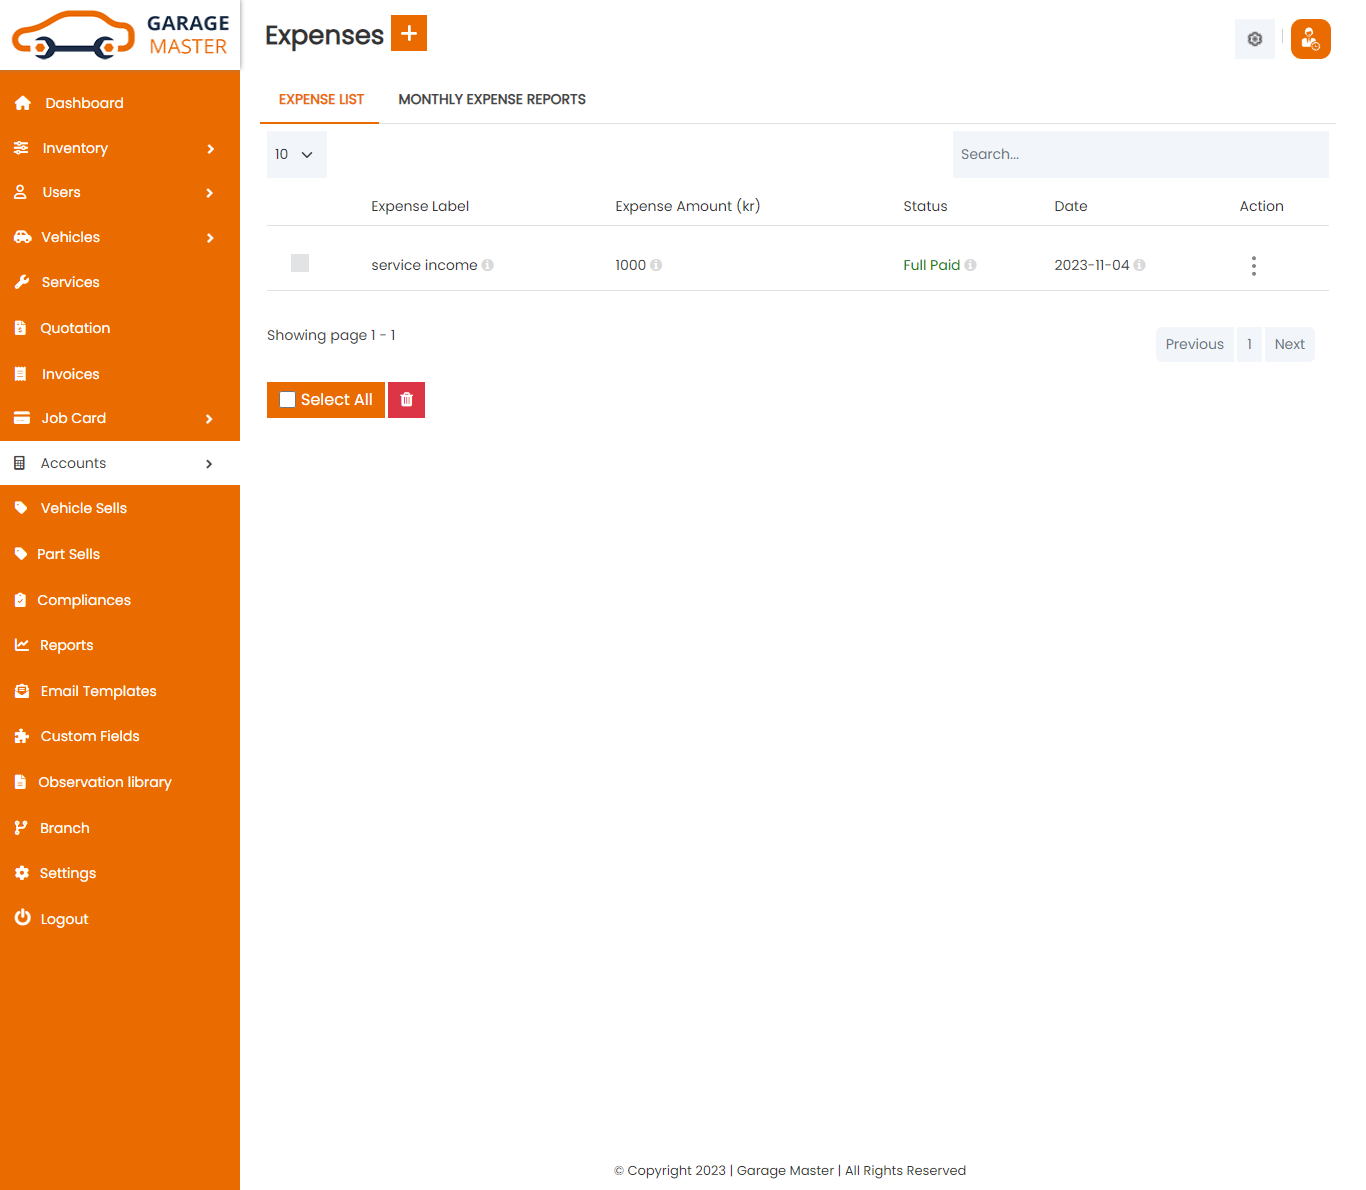 GARAGE
MASTER
Expenses
Dashboard
Inventory
Users
Vehicles
Services
Quotation
Invoices
Job Card
Accounts
Vehicle Sells
Part Sells
Compliances
Reports
Email Templates
Custom Fields
Observation library
Branch
Settings
Logout
EXPENSE LIST MONTHLY EXPENSE REPORTS
10 Search...
Expense Label Expense Amount (kr) Status Date Action
service income 1000 Full Paid 2023-11-04
Showing page 1 - 1
Previous 1 Next
Select All
© Copyright 2023 | Garage Master | All Rights Reserved